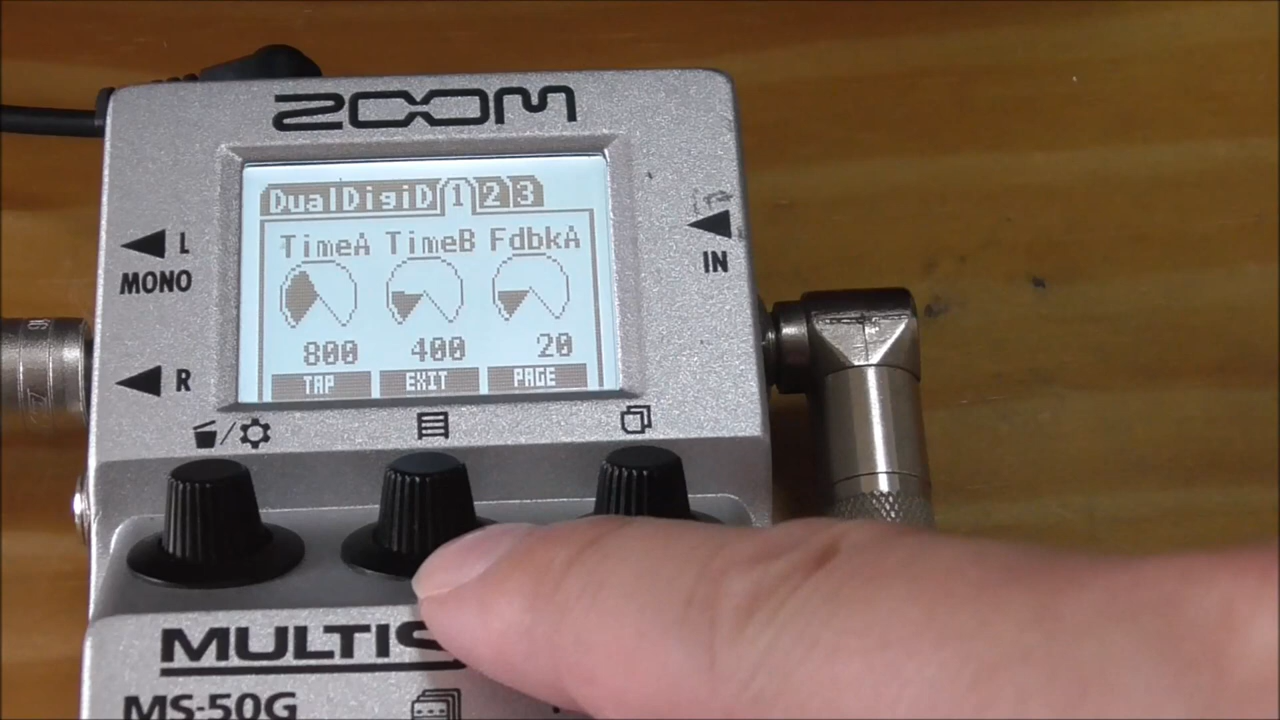 ZOOM
DualDigiD 1 2 3
TimeA TimeB FdbkA
800 400 20
TAP EXIT PAGE
L
MONO
R
IN
MULTIS
MS-50G